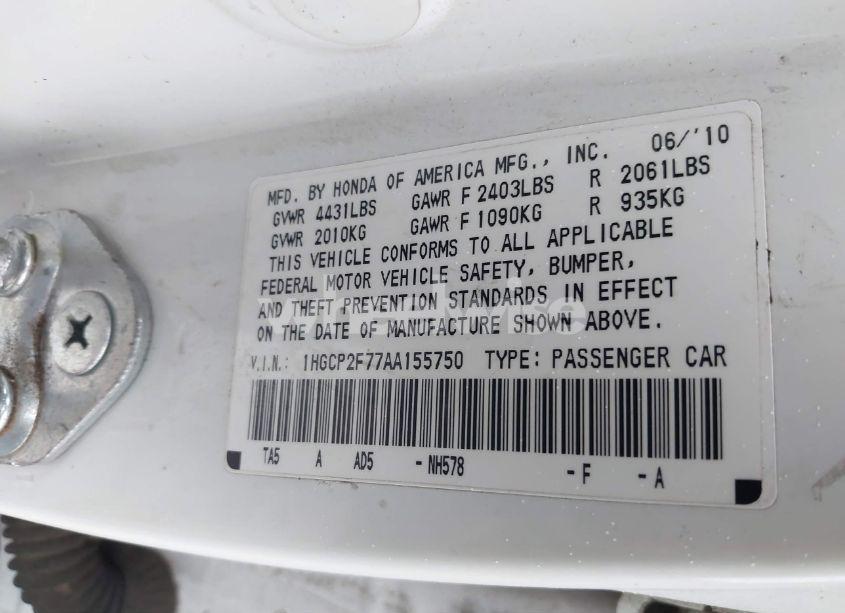 MFD. BY HONDA OF AMERICA MFG., INC. 06/'10
GVWR 4431LBS GAWR F 2403LBS R 2061LBS
GVWR 2010KG GAWR F 1090KG R 935KG
THIS VEHICLE CONFORMS TO ALL APPLICABLE
FEDERAL MOTOR VEHICLE SAFETY, BUMPER,
AND THEFT PREVENTION STANDARDS IN EFFECT
ON THE DATE OF MANUFACTURE SHOWN ABOVE.
V.I.N.: 1HGCP2F77AA155750 TYPE: PASSENGER CAR
TA5 A AD5 -NH578 -F -A